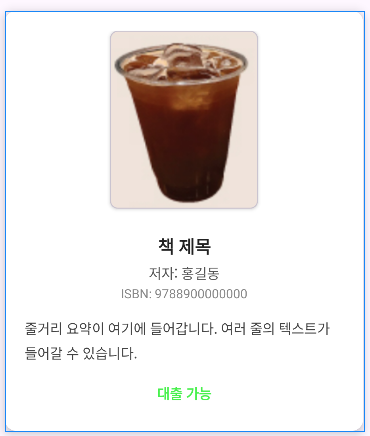 책 제목
저자: 홍길동
ISBN: 9788900000000
줄거리 요약이 여기에 들어갑니다. 여러 줄의 텍스트가
들어갈 수 있습니다.
대출 가능